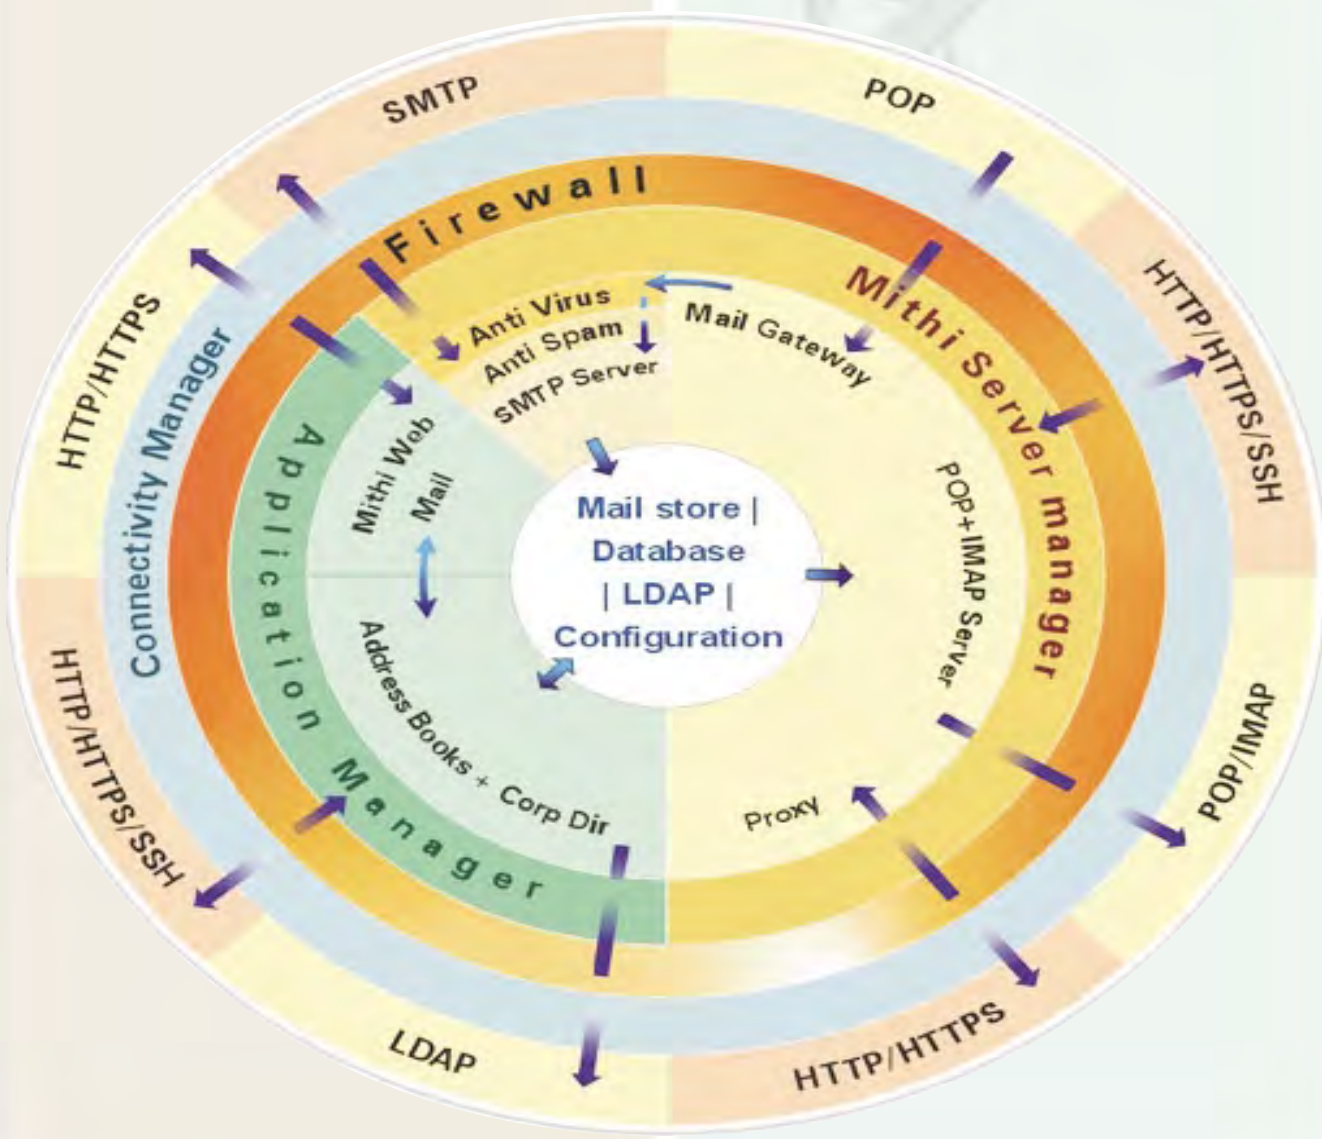 SMTP
POP
HTTP/HTTPS
HTTP/HTTPS/SSH
Connectivity Manager
Firewall
Mithi Server manager
Anti Virus
Anti Spam
SMTP Server
Mail Gateway
Application Manager
Mithi Web
Mail
POP+IMAP Server
Mail store |
Database
| LDAP |
Configuration
Address Books + Corp Dir
Proxy
HTTP/HTTPS/SSH
POP/IMAP
LDAP
HTTP/HTTPS